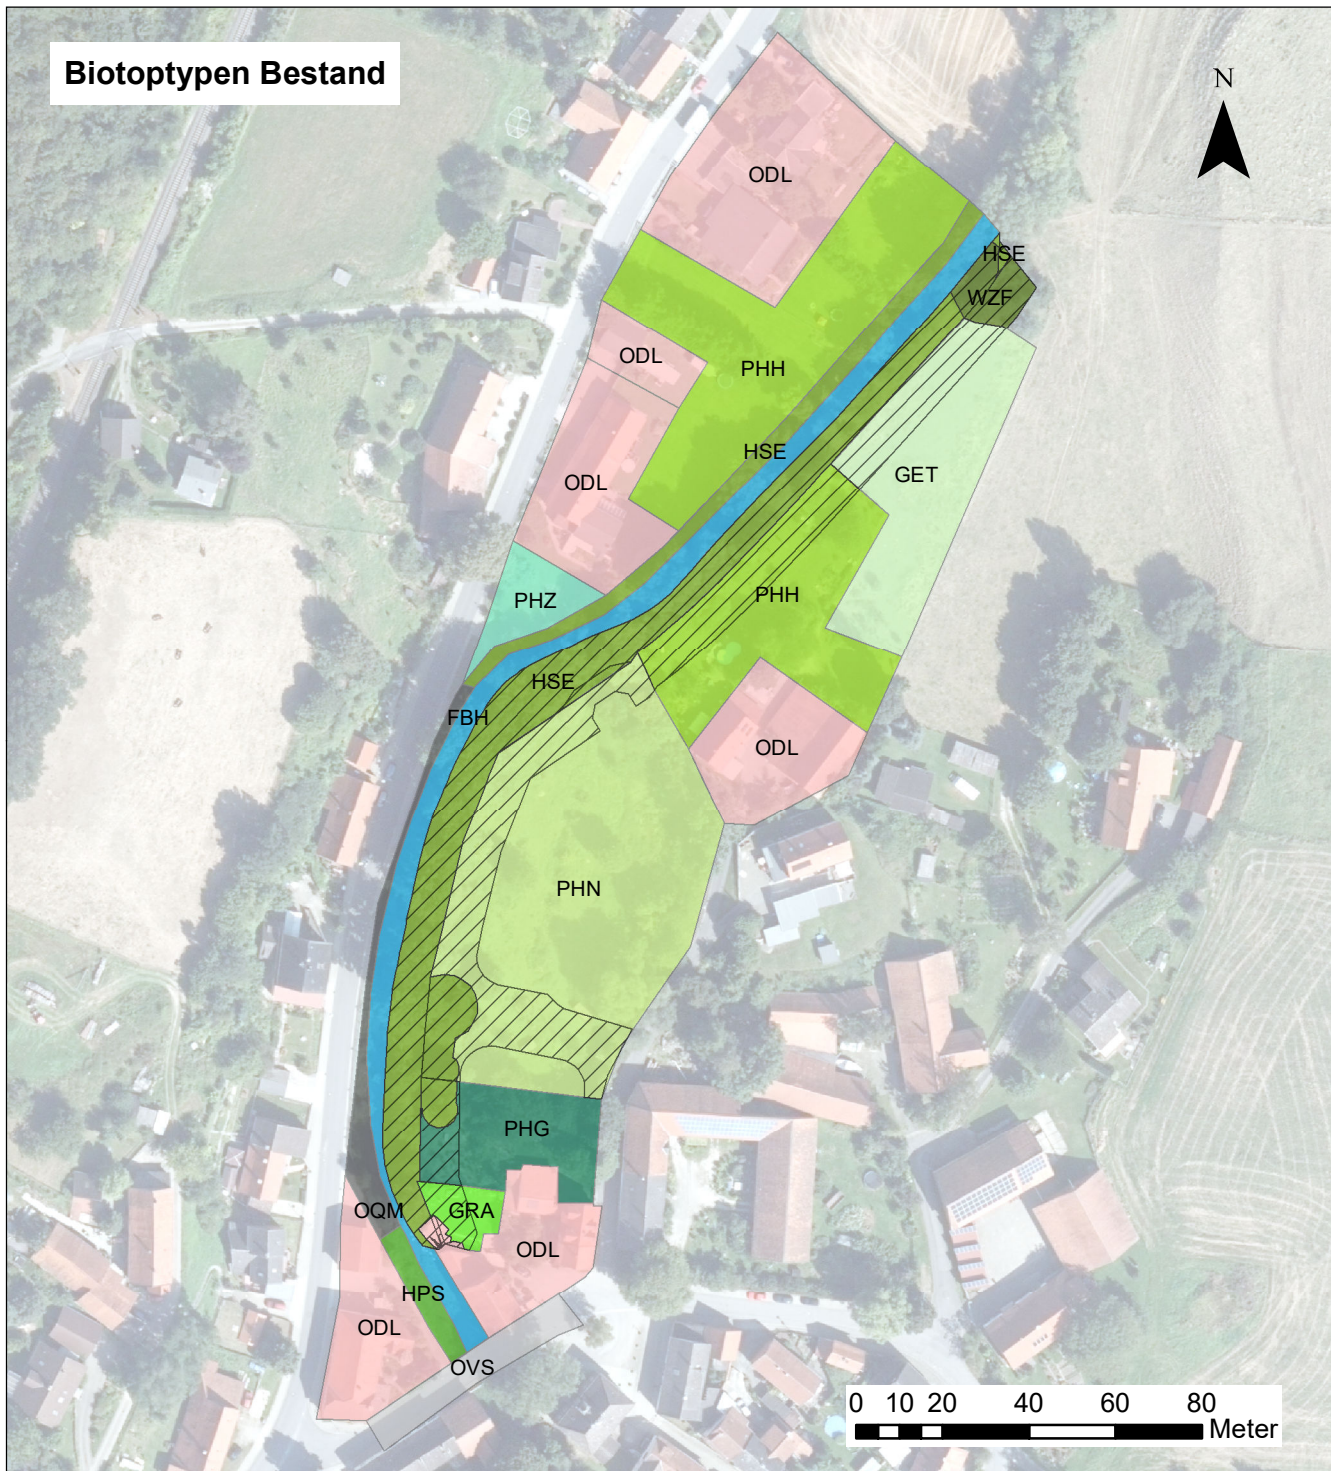 Biotoptypen Bestand
N
ODL
HSE
WZF
ODL
PHH
HSE
GET
ODL
PHH
PHZ
HSE
FBH
ODL
PHN
PHG
OQM
GRA
ODL
HPS
ODL
OVS
0 10 20 40 60 80
Meter